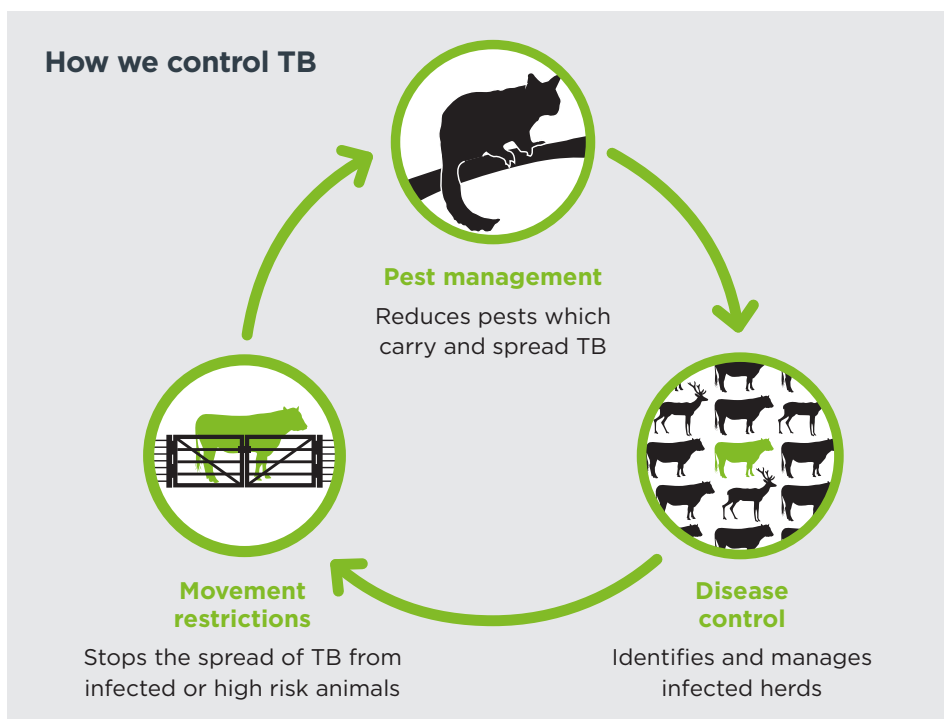 How we control TB
Pest management
Reduces pests which
carry and spread TB
Movement
restrictions
Stops the spread of TB from
infected or high risk animals
Disease
control
Identifies and manages
infected herds